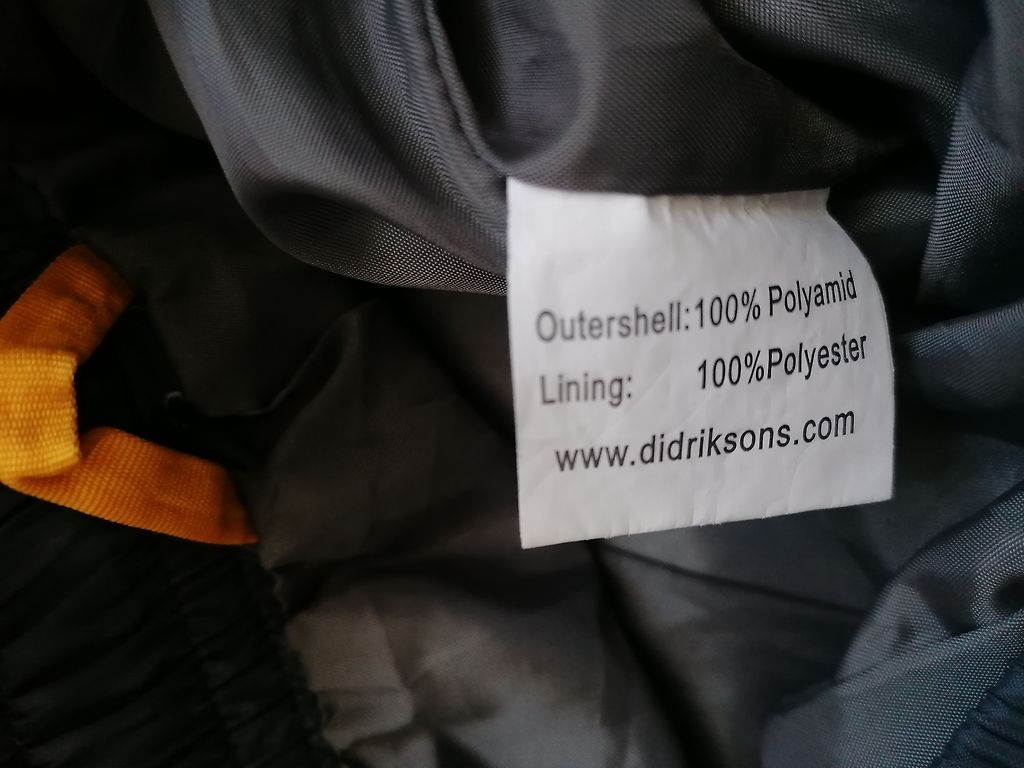 Outershell: 100% Polyamid
Lining: 100%Polyester
www.didriksons.com